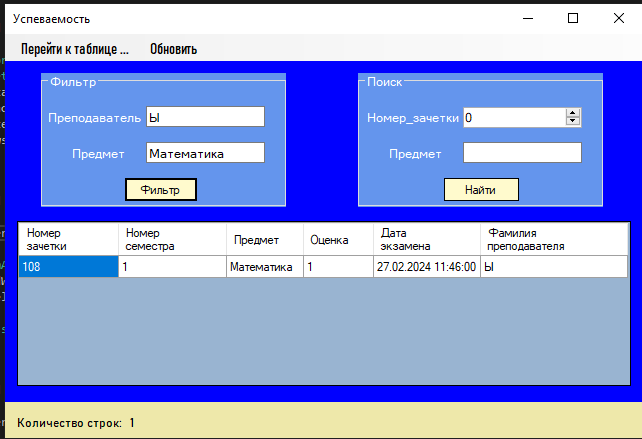 Успеваемость
Перейти к таблице ... Обновить
Фильтр
Преподаватель Ы
Предмет Математика
Фильтр
Поиск
Номер_зачетки 0
Предмет
Найти
Номер зачетки Номер семестра Предмет Оценка Дата экзамена Фамилия преподавателя
108 1 Математика 1 27.02.2024 11:46:00 Ы
Количество строк: 1